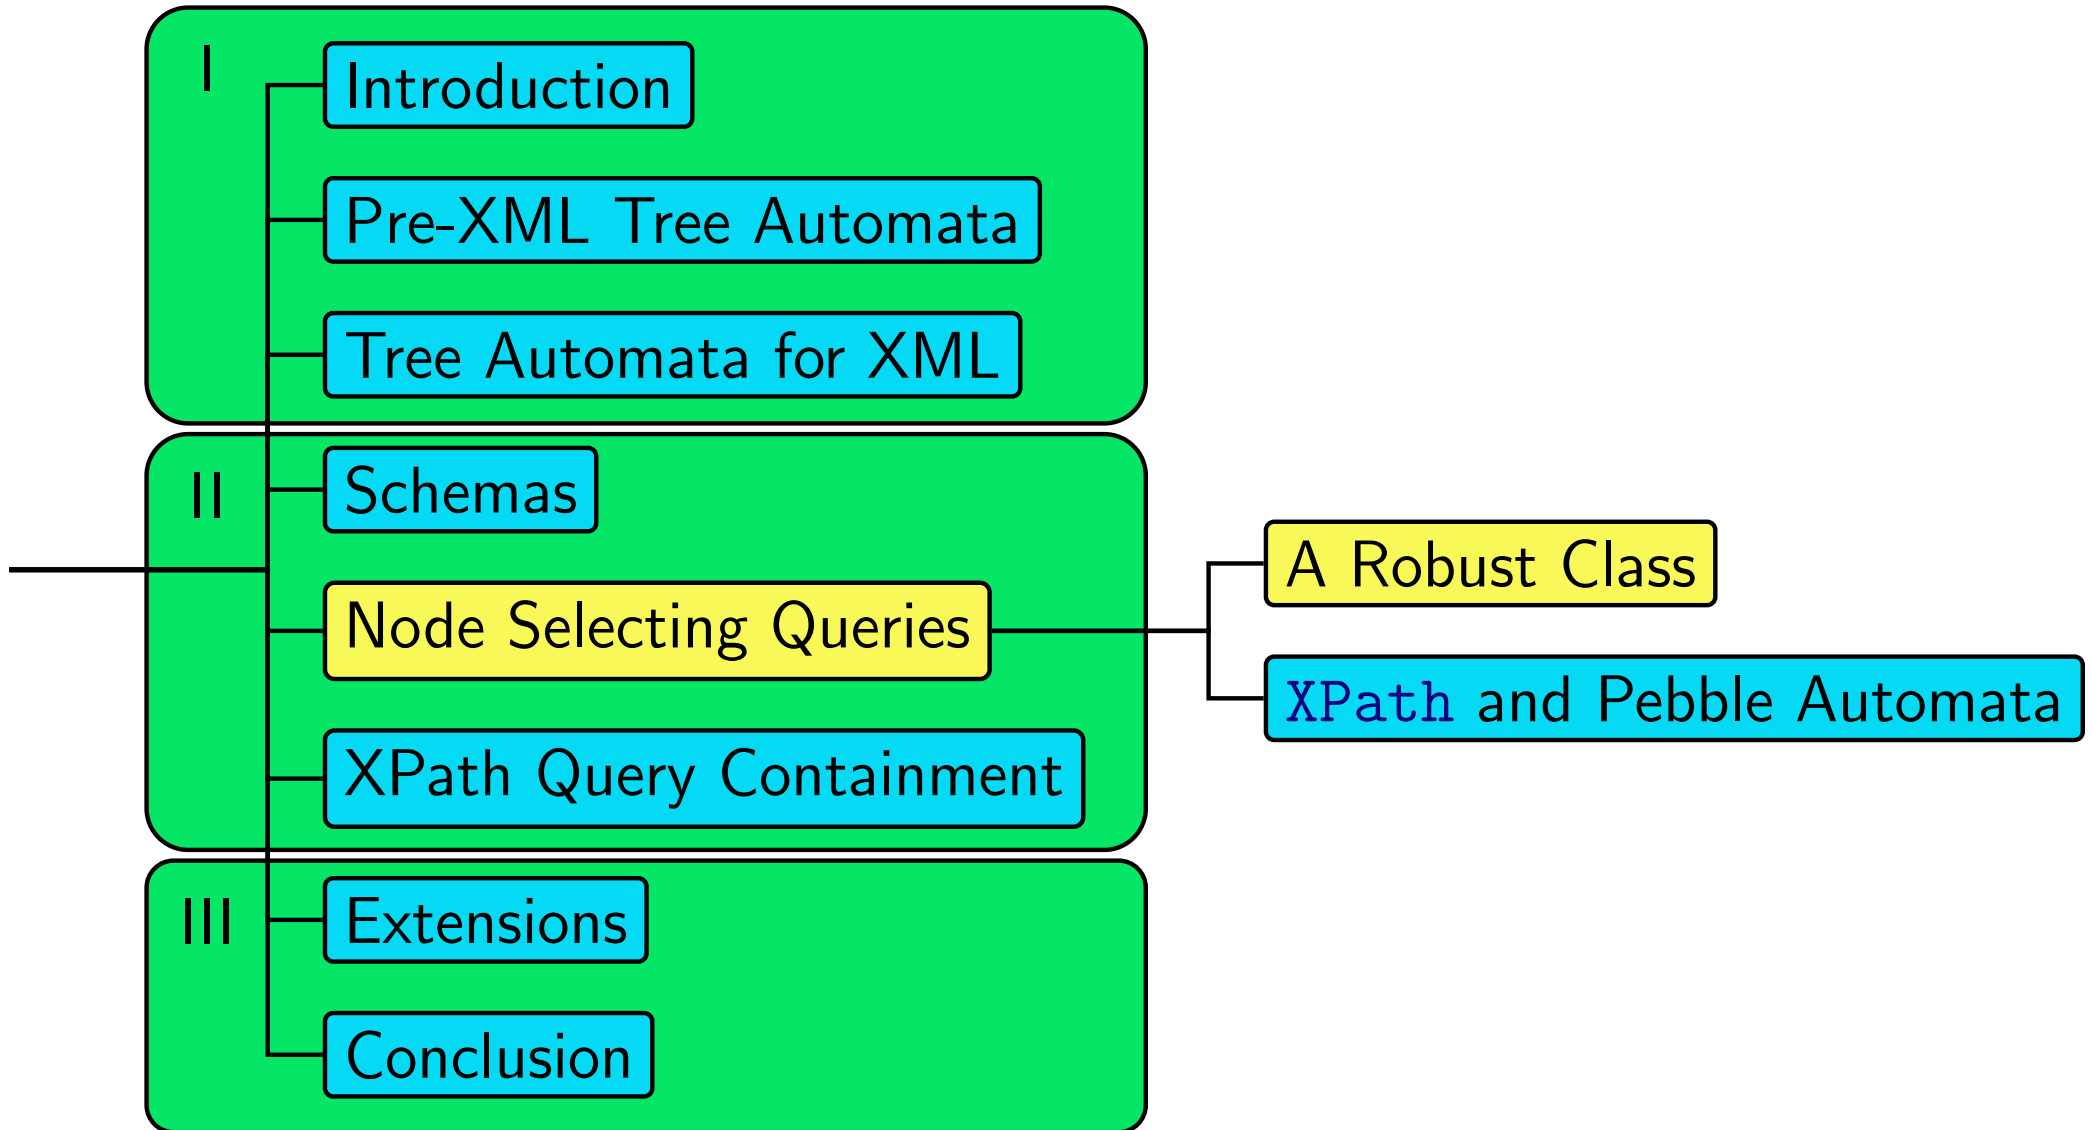 I
Introduction
Pre-XML Tree Automata
Tree Automata for XML
II
Schemas
Node Selecting Queries
XPath Query Containment
A Robust Class
XPath and Pebble Automata
III
Extensions
Conclusion